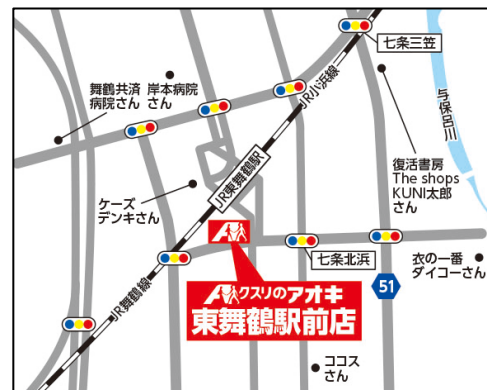 七条三笠
舞鶴共済
病院さん
岸本病院
さん
JR小浜線
与保呂川
復活書房
The shops
KUNI太郎
さん
JR東舞鶴駅
ケーズ
デンキさん
七条北浜
衣の一番
ダイコーさん
51
JR舞鶴線
クスリのアオキ
東舞鶴駅前店
ココス
さん